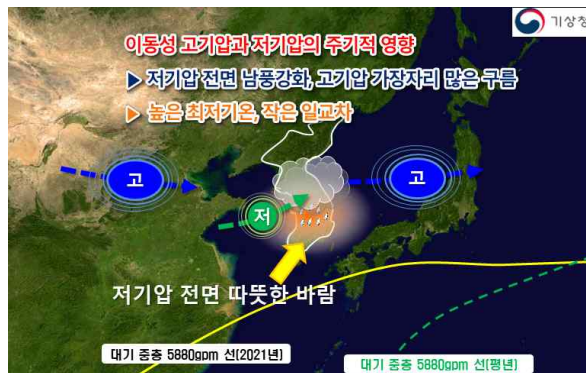 기상청
이동성 고기압과 저기압의 주기적 영향
▶ 저기압 전면 남풍강화, 고기압 가장자리 많은 구름
▶ 높은 최저기온, 작은 일교차
고
고
저
저기압 전면 따뜻한 바람
대기 중층 5880gpm 선(2021년)
대기 중층 5880gpm 선(평년)